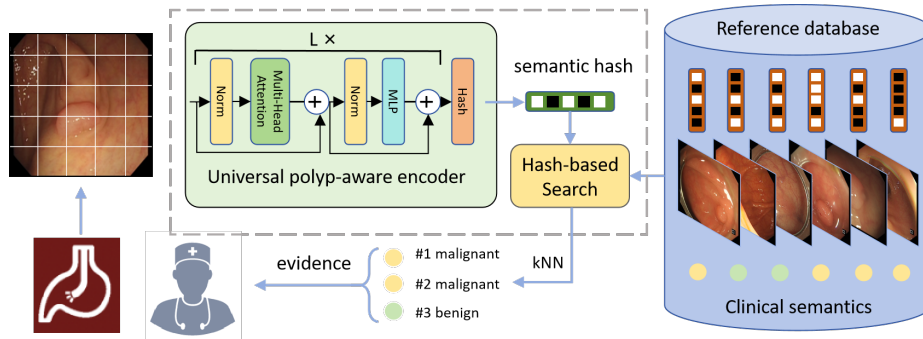 L ×
Norm
Multi-Head
Attention
Norm
MLP
Hash
Universal polyp-aware encoder
semantic hash
Hash-based
Search
Reference database
Clinical semantics
kNN
evidence
#1 malignant
#2 malignant
#3 benign